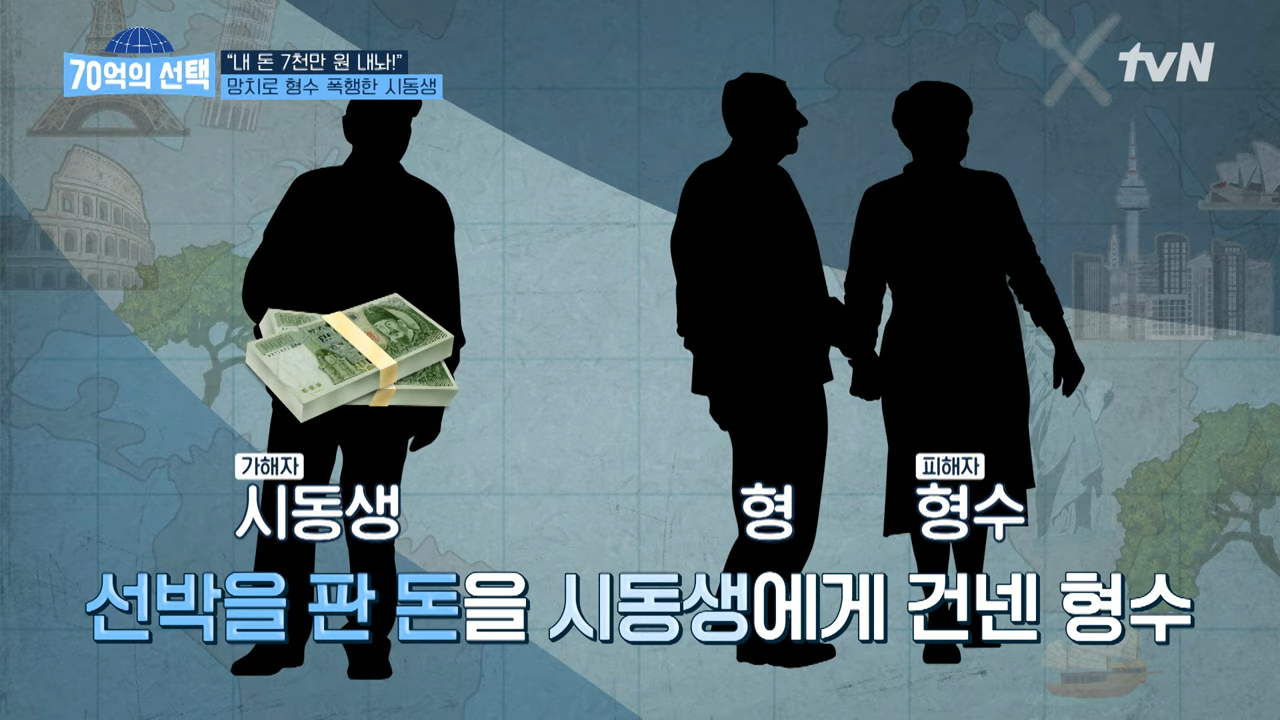 70억의 선택
“내 돈 7천만 원 내놔!”
망치로 형수 폭행한 시동생
tvN
가해자
시동생
형
피해자
형수
선박을 판 돈을 시동생에게 건넨 형수